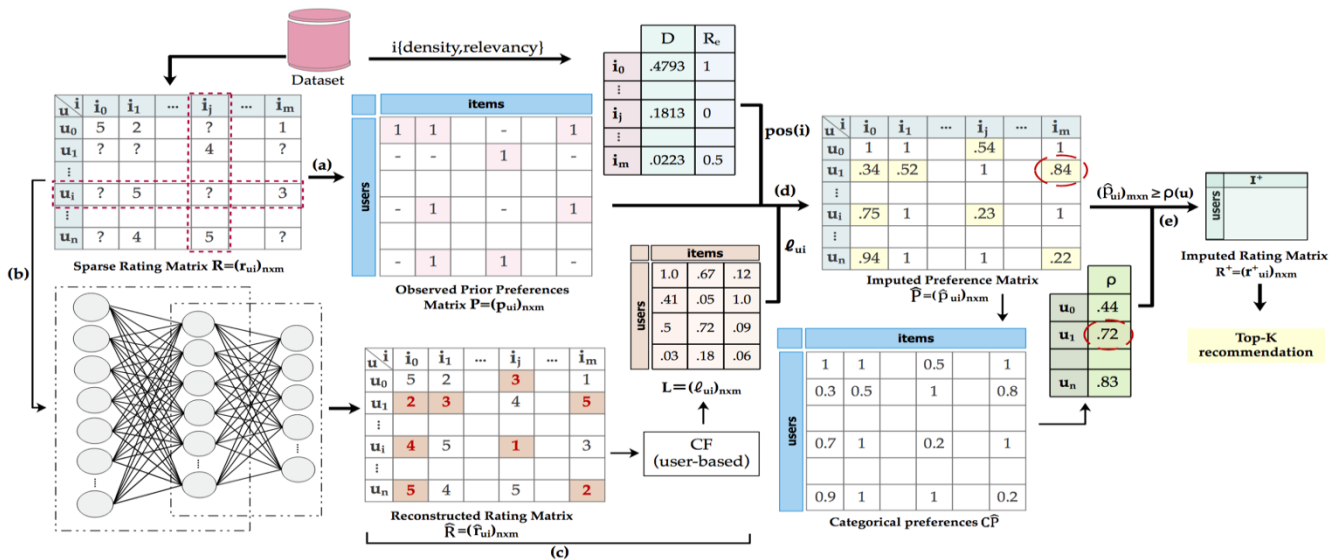 Dataset
i{density,relevancy}
D Rₑ
i₀ .4793 1
⋮
iⱼ .1813 0
⋮
iₘ .0223 0.5
u i i₀ i₁ ... iⱼ ... iₘ
u₀ 5 2 ? 1
u₁ ? ? 4 ?
⋮
uᵢ ? 5 ? 3
⋮
uₙ ? 4 5 ?
Sparse Rating Matrix R=(rᵤᵢ)ₙₓₘ
(a)
(b)
items
users
1 1 - 1
- - 1 -
- 1 - 1
- 1 1 -
Observed Prior Preferences
Matrix P=(pᵤᵢ)ₙₓₘ
pos(i)
(d)
ℓᵤᵢ
items
users
1.0 .67 .12
.41 .05 1.0
.5 .72 .09
.03 .18 .06
L=(ℓᵤᵢ)ₙₓₘ
CF
(user-based)
u i i₀ i₁ ... iⱼ ... iₘ
u₀ 5 2 3 1
u₁ 2 3 4 5
⋮
uᵢ 4 5 1 3
⋮
uₙ 5 4 5 2
Reconstructed Rating Matrix
R̂=(r̂ᵤᵢ)ₙₓₘ
(c)
u i i₀ i₁ ... iⱼ ... iₘ
u₀ 1 1 .54 1
u₁ .34 .52 1 .84
⋮
uᵢ .75 1 .23 1
⋮
uₙ .94 1 1 .22
Imputed Preference Matrix
P̂=(p̂ᵤᵢ)ₙₓₘ
items
users
1 1 0.5 1
0.3 0.5 1 0.8
0.7 1 0.2 1
0.9 1 1 0.2
Categorical preferences CP̂
ρ
u₀ .44
u₁ .72
uₙ .83
(p̂ᵤᵢ)ₘₓₙ ≥ ρ(u)
(e)
I⁺
users
Imputed Rating Matrix
R⁺=(r⁺ᵤᵢ)ₙₓₘ
Top-K
recommendation